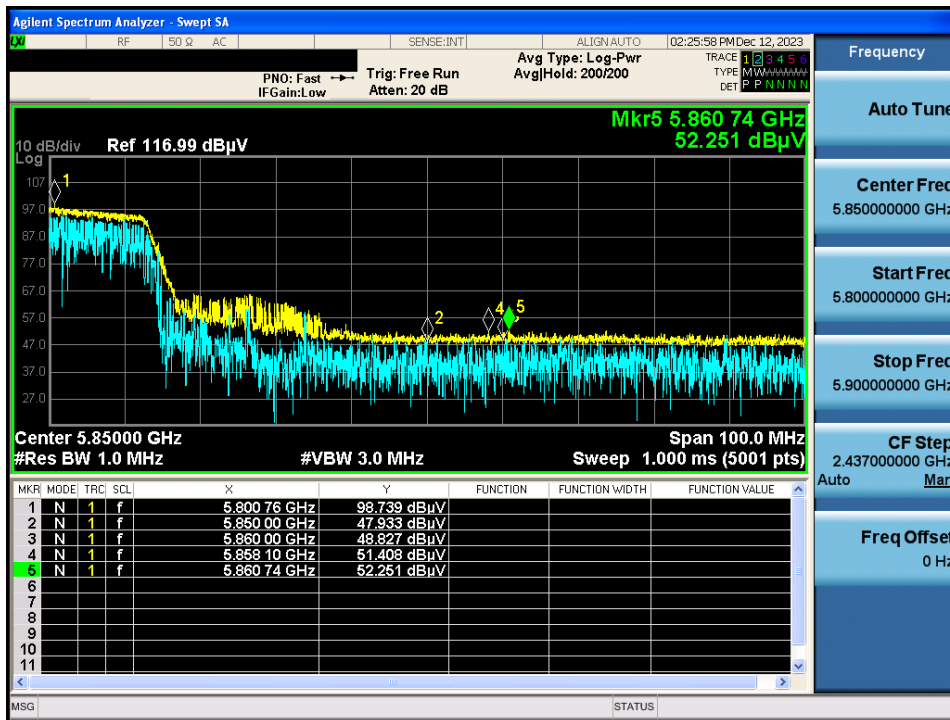 Agilent Spectrum Analyzer - Swept SA
LXI RF 50 Ω AC SENSE:INT ALIGN AUTO 02:25:58 PM Dec 12, 2023
PNO: Fast
IFGain:Low
Trig: Free Run
Atten: 20 dB
Avg Type: Log-Pwr
Avg|Hold: 200/200
TRACE 1 2 3 4 5 6
TYPE
DET P P N N N N
Mkr5 5.860 74 GHz
52.251 dBµV
10 dB/div Ref 116.99 dBµV
Log
107
97.0
87.0
77.0
67.0
57.0
47.0
37.0
27.0
1
2
4
5
Center 5.85000 GHz Span 100.0 MHz
#Res BW 1.0 MHz #VBW 3.0 MHz Sweep 1.000 ms (5001 pts)
MKR MODE TRC SCL X Y FUNCTION FUNCTION WIDTH FUNCTION VALUE
1 N 1 f 5.800 76 GHz 98.739 dBµV
2 N 1 f 5.850 00 GHz 47.933 dBµV
3 N 1 f 5.860 00 GHz 48.827 dBµV
4 N 1 f 5.858 10 GHz 51.408 dBµV
5 N 1 f 5.860 74 GHz 52.251 dBµV
6
7
8
9
10
11
MSG STATUS
Frequency
Auto Tune
Center Freq
5.850000000 GHz
Start Freq
5.800000000 GHz
Stop Freq
5.900000000 GHz
CF Step
2.437000000 GHz
Auto Man
Freq Offset
0 Hz